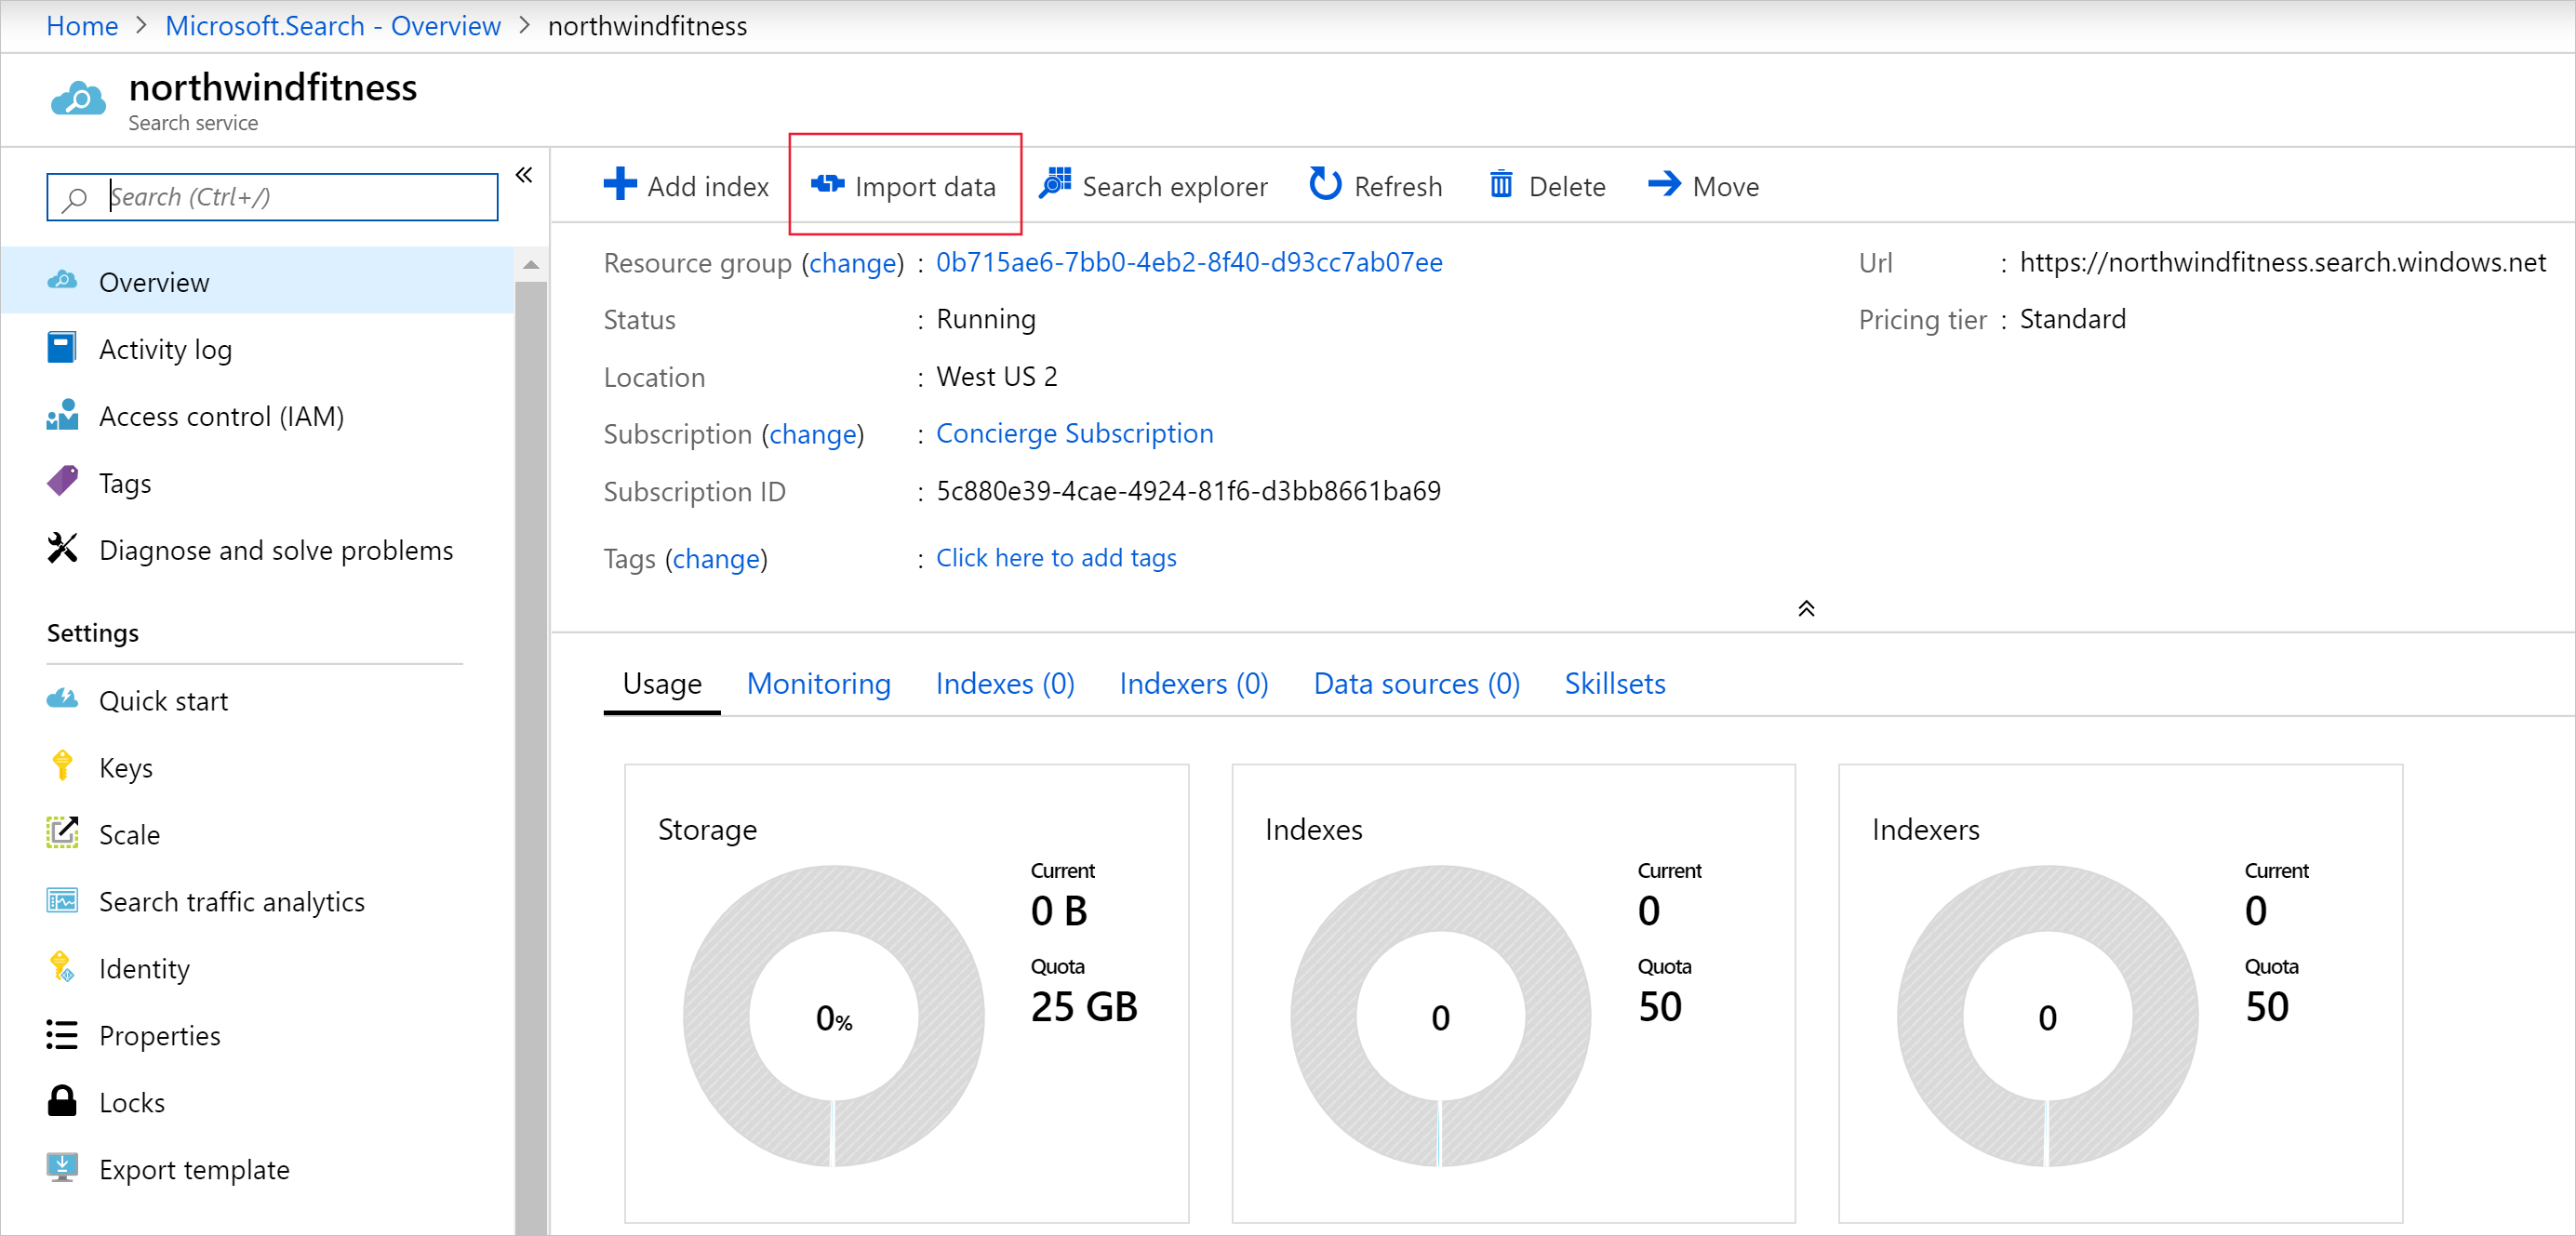 Home > Microsoft.Search - Overview > northwindfitness
northwindfitness
Search service
Search (Ctrl+/)
Overview
Activity log
Access control (IAM)
Tags
Diagnose and solve problems
Settings
Quick start
Keys
Scale
Search traffic analytics
Identity
Properties
Locks
Export template
Add index Import data Search explorer Refresh Delete Move
Resource group (change) : 0b715ae6-7bb0-4eb2-8f40-d93cc7ab07ee
Status : Running
Location : West US 2
Subscription (change) : Concierge Subscription
Subscription ID : 5c880e39-4cae-4924-81f6-d3bb8661ba69
Tags (change) : Click here to add tags
Url : https://northwindfitness.search.windows.net
Pricing tier : Standard
Usage Monitoring Indexes (0) Indexers (0) Data sources (0) Skillsets
Storage
0%
Current
0 B
Quota
25 GB
Indexes
0
Current
0
Quota
50
Indexers
0
Current
0
Quota
50